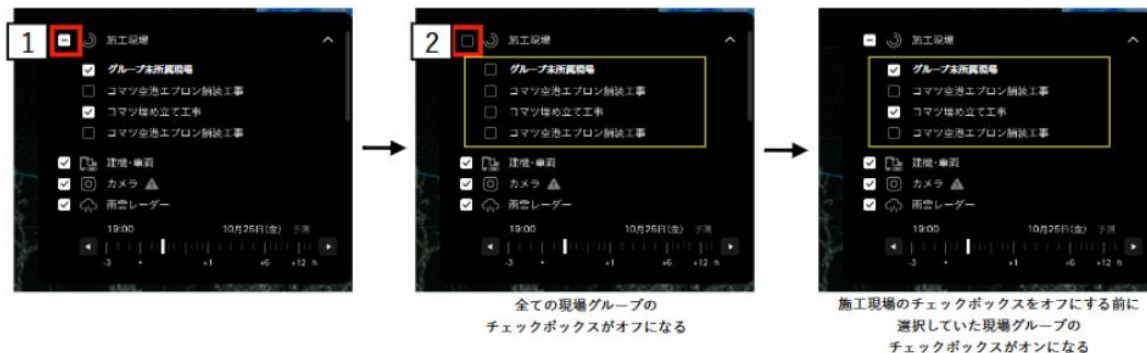 1
施工現場
グループ未所属現場
コマツ空港エプロン舗装工事
コマツ埋め立て工事
コマツ空港エプロン舗装工事
建機・車両
カメラ
雨雲レーダー
19:00 10月25日(金) 予測
-3 +1 +6 +12 h
2
施工現場
グループ未所属現場
コマツ空港エプロン舗装工事
コマツ埋め立て工事
コマツ空港エプロン舗装工事
建機・車両
カメラ
雨雲レーダー
19:00 10月25日(金) 予測
-3 +1 +6 +12 h
全ての現場グループの
チェックボックスがオフになる
施工現場
グループ未所属現場
コマツ空港エプロン舗装工事
コマツ埋め立て工事
コマツ空港エプロン舗装工事
建機・車両
カメラ
雨雲レーダー
19:00 10月25日(金) 予測
-3 +1 +6 +12 h
施工現場のチェックボックスをオフにする前に
選択していた現場グループの
チェックボックスがオンになる